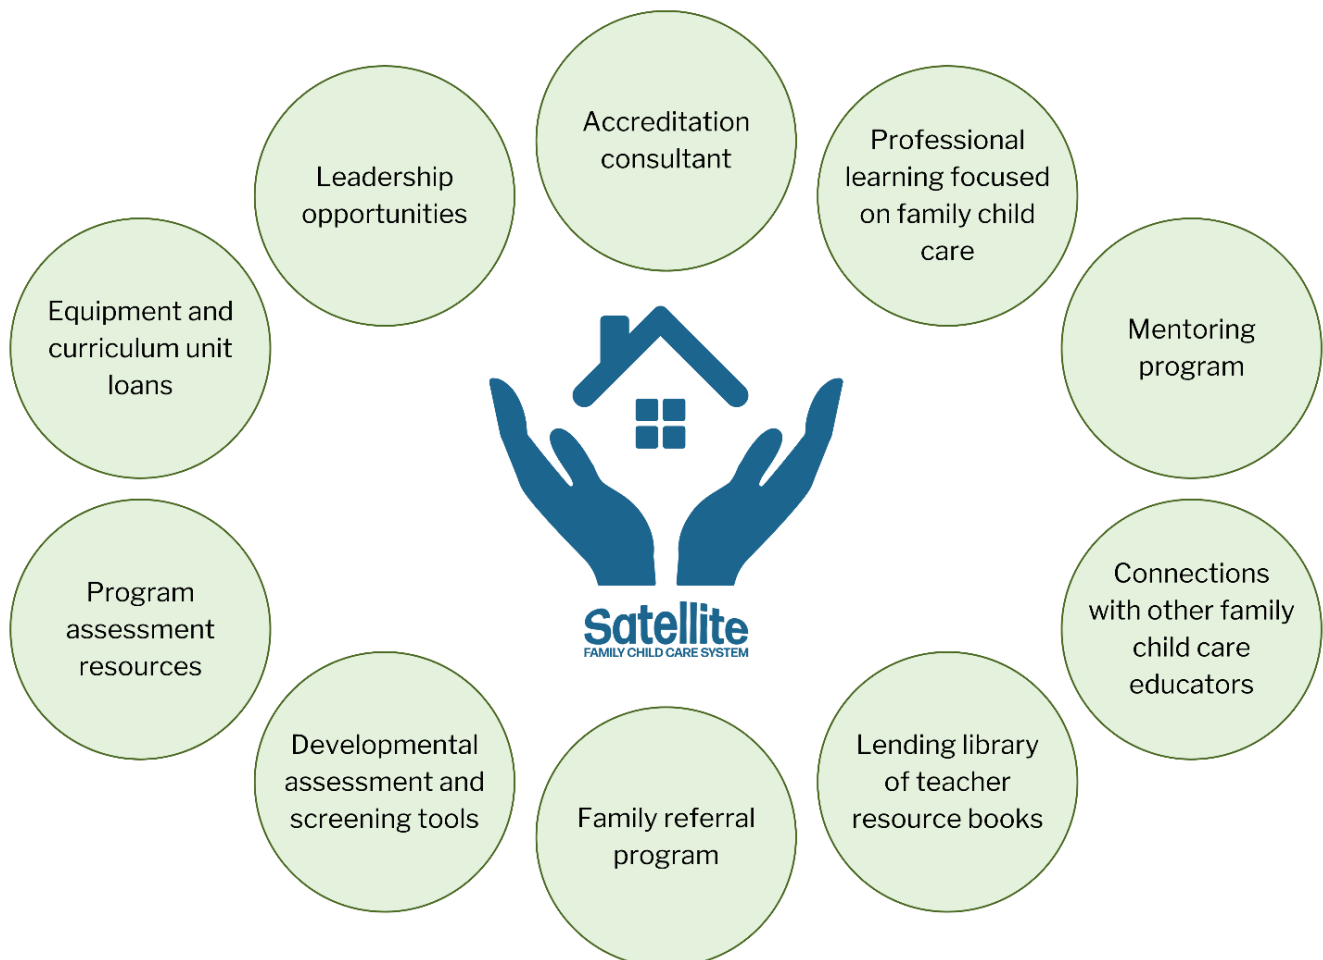 Accreditation
consultant
Professional
learning focused
on family child
care
Mentoring
program
Connections
with other family
child care
educators
Lending library
of teacher
resource books
Family referral
program
Developmental
assessment and
screening tools
Program
assessment
resources
Equipment and
curriculum unit
loans
Leadership
opportunities
Satellite
FAMILY CHILD CARE SYSTEM